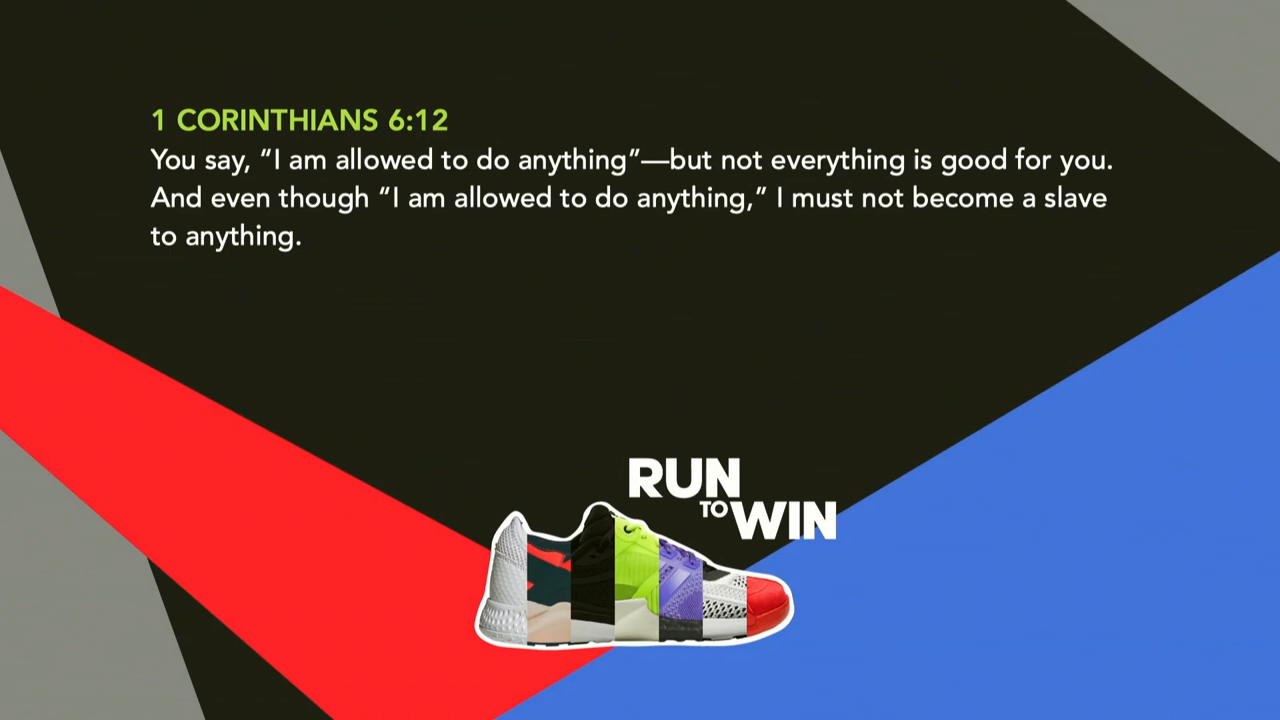 1 CORINTHIANS 6:12
You say, “I am allowed to do anything”—but not everything is good for you.
And even though “I am allowed to do anything,” I must not become a slave
to anything.
RUN
TO WIN